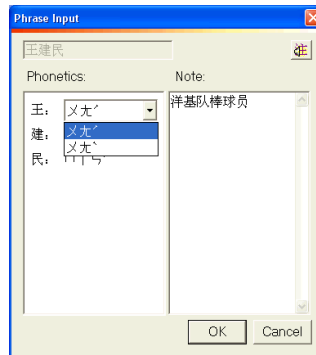 Phrase Input
王建民
注
Phonetics:
Note:
王: ㄨㄤˊ
洋基队棒球员
ㄨㄤˊ
建:
ㄨㄤˋ
民:
OK
Cancel